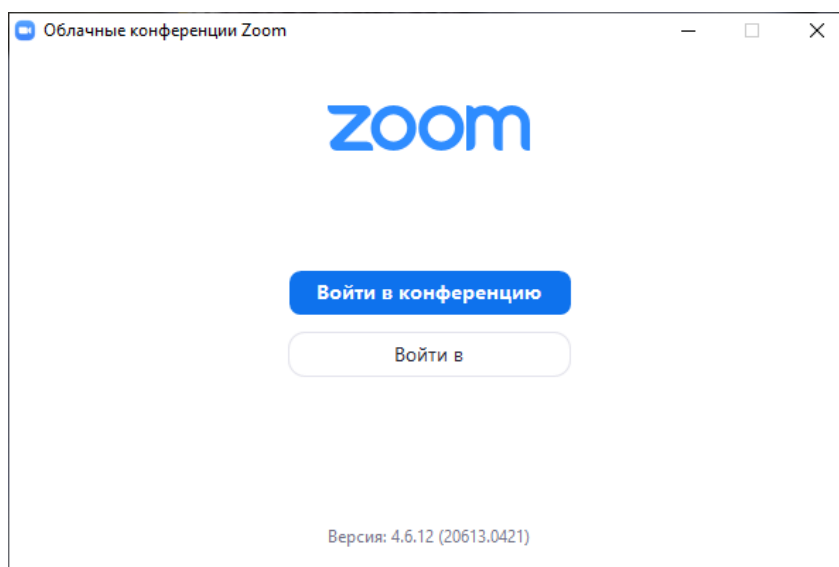 Облачные конференции Zoom
zoom
Войти в конференцию
Войти в
Версия: 4.6.12 (20613.0421)